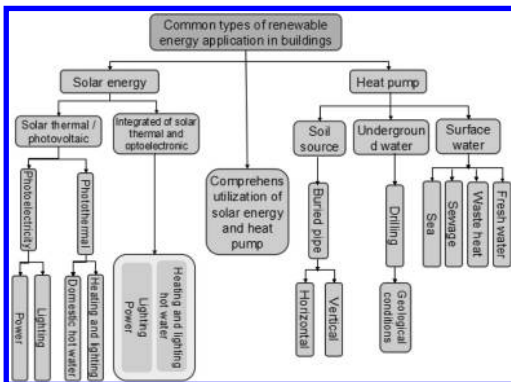 Common types of renewable
energy application in buildings
Solar energy
Heat pump
Solar thermal /
photovoltaic
Integrated of solar
thermal and
optoelectronic
Soil
source
Undergroun
d water
Surface
water
Comprehens
utilization of
solar energy
and heat
pump
Photoelectricity
Photothermal
Buried pipe
Drilling
Sea
Sewage
Waste heat
Fresh water
Power
Lighting
Domestic hot water
Heating and lighting
Heating and lighting
hot water
Lighting
Power
Horizontal
Vertical
Geological
conditions